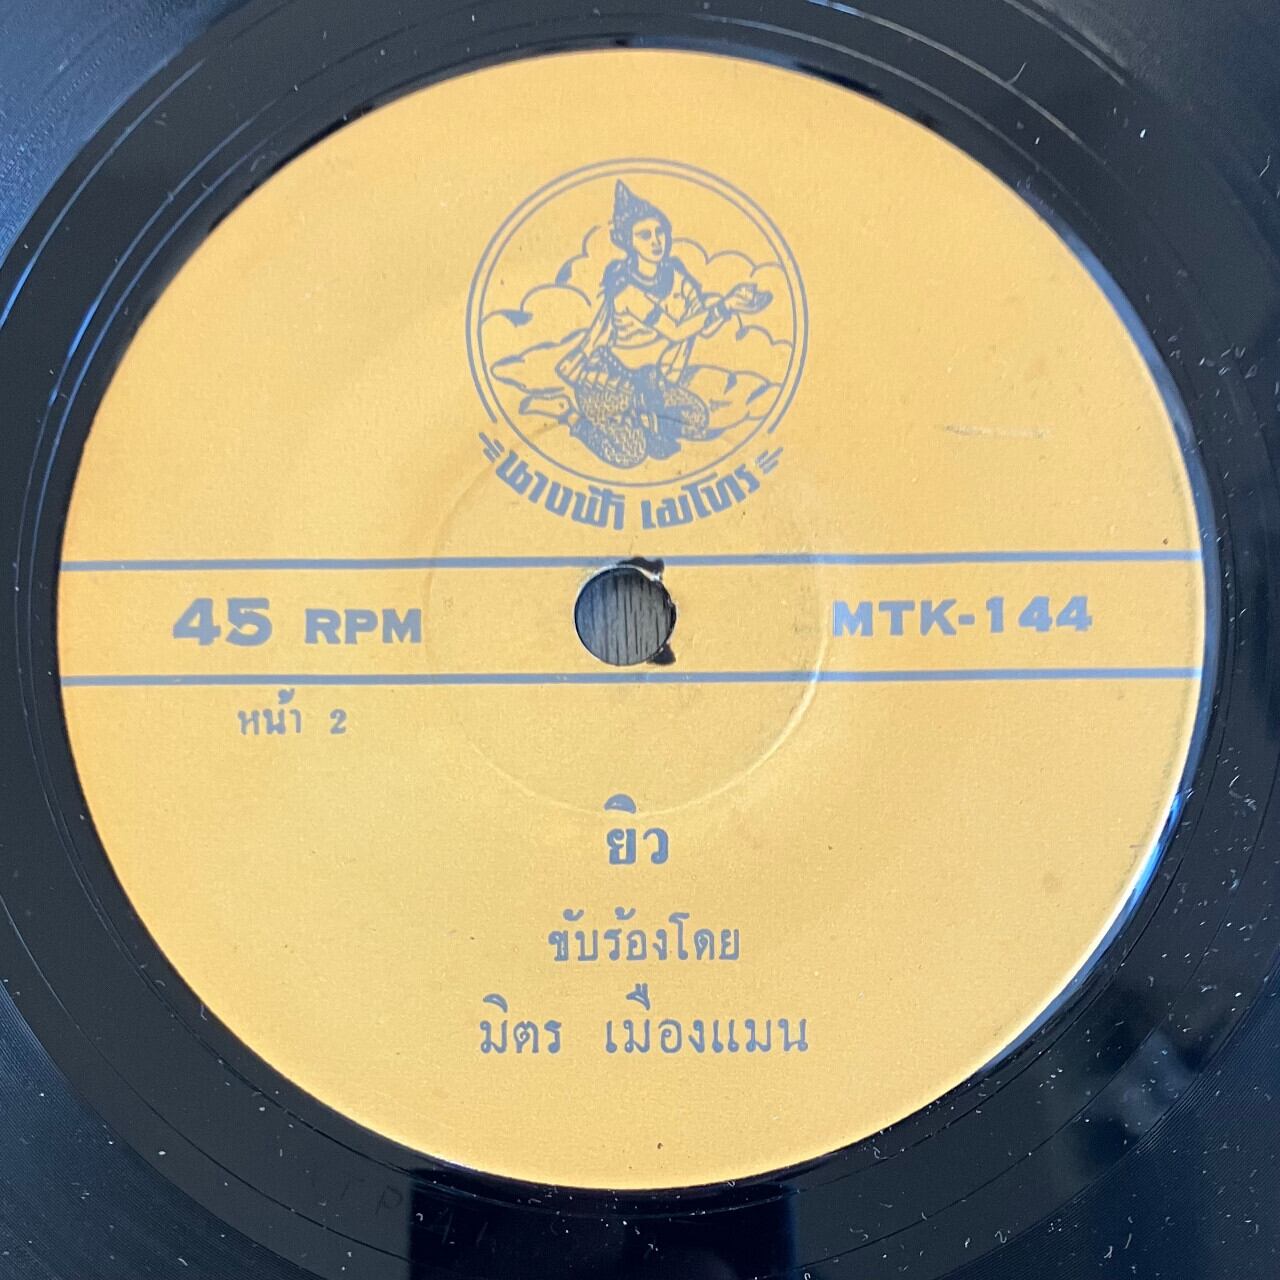 นางฟ้า เมโทร
45 RPM
MTK-144
หน้า 2
ยิว
ขับร้องโดย
มิตร เมืองแมน